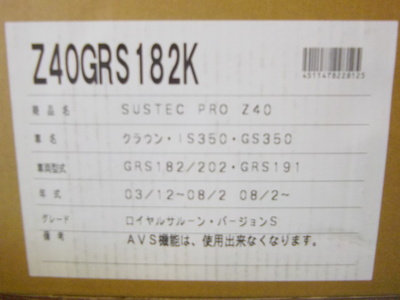 Z40GRS182K
4511478228125
商品名 SUSTEC PRO Z40
車名 クラウン・IS350・GS350
車両型式 GRS182/202・GRS191
年式 03/12~08/2 08/2~
グレード ロイヤルサルーン・バージョンS
備考 AVS機能は、使用出来なくなります。